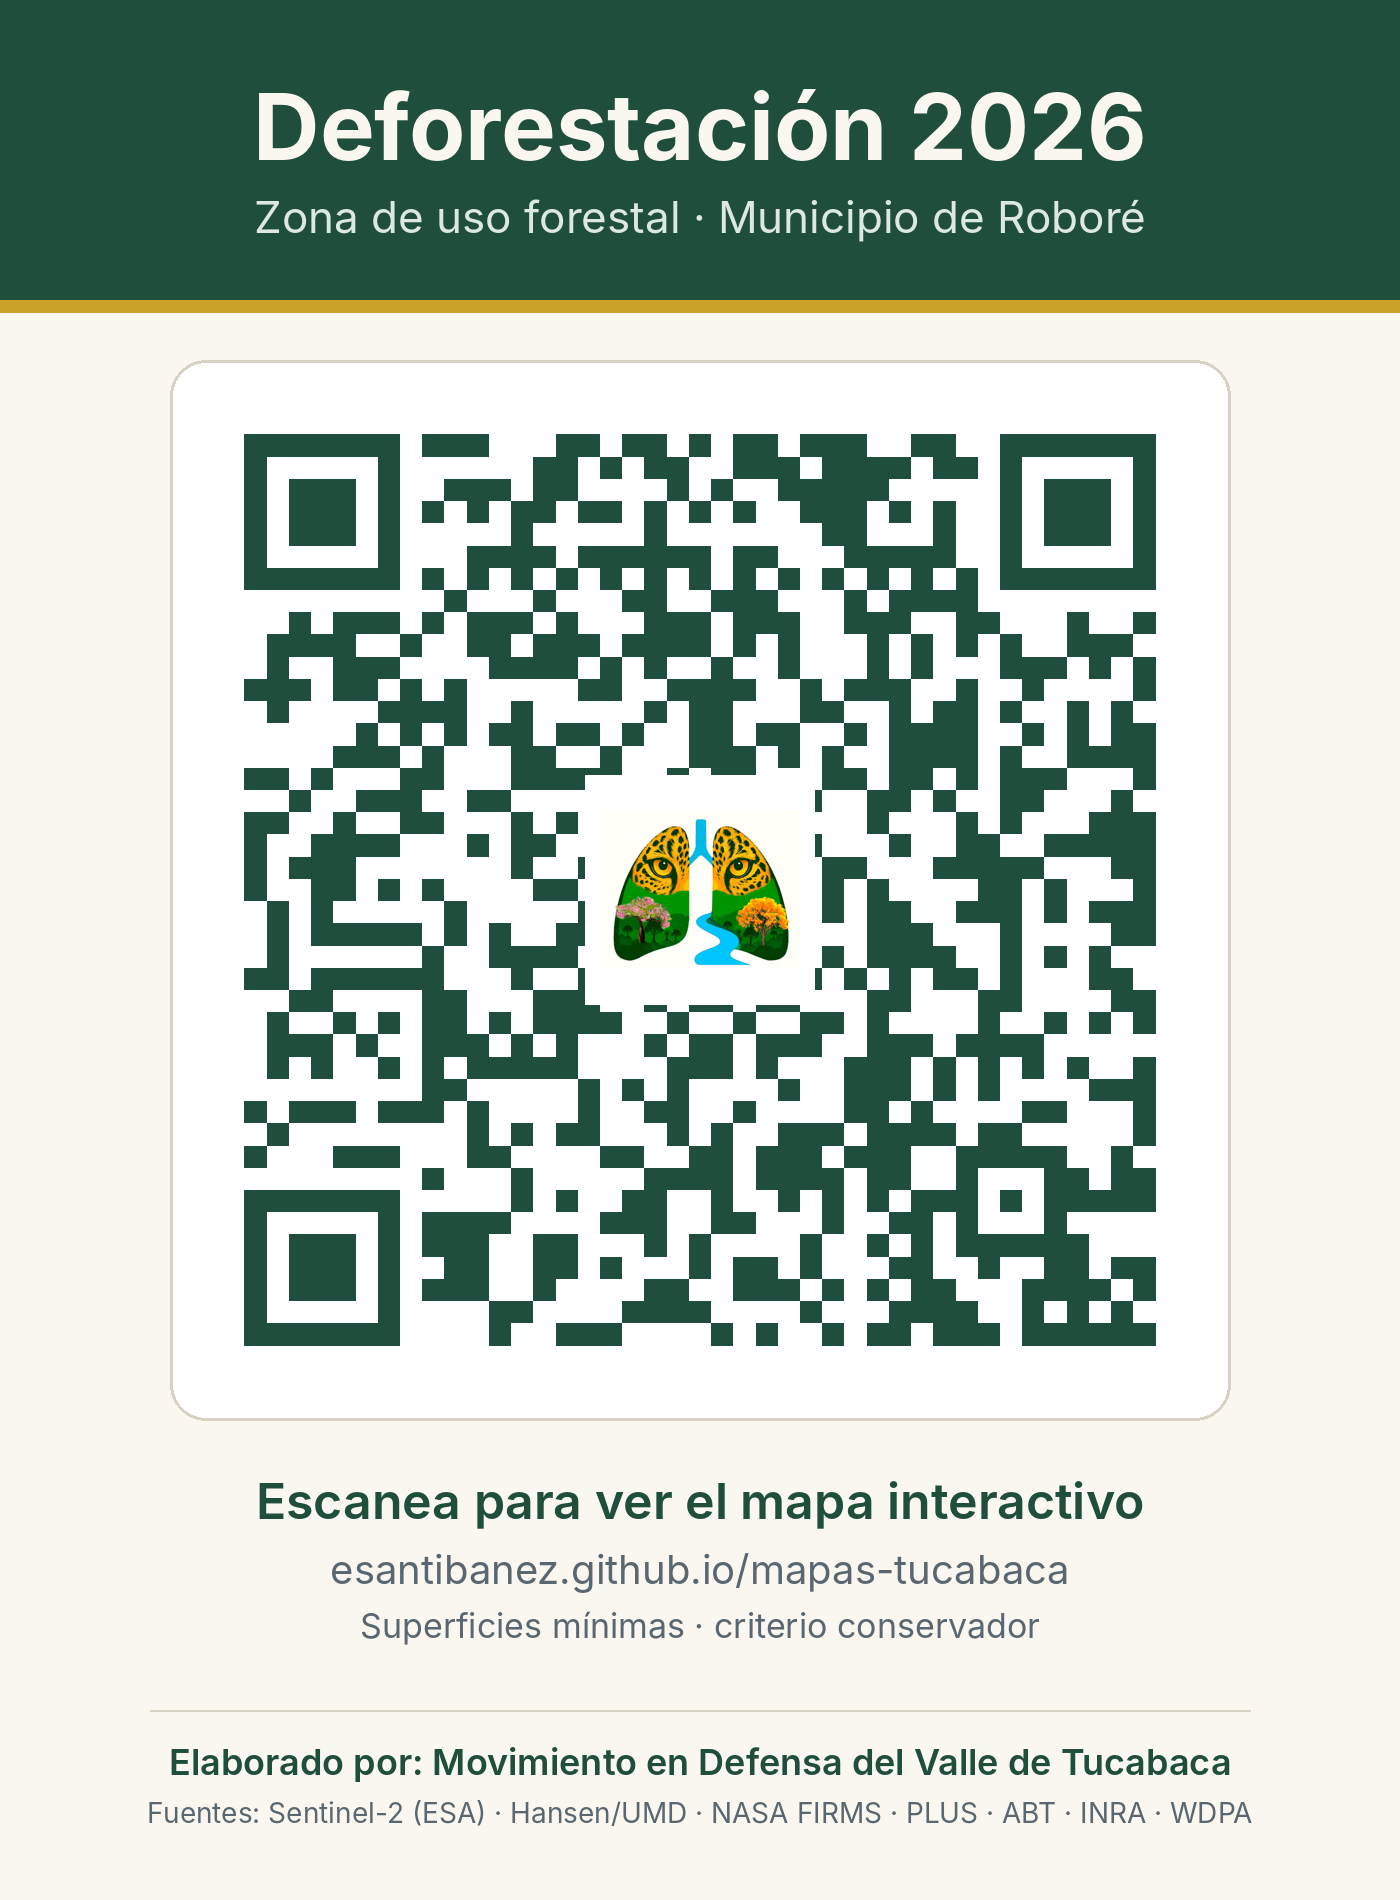 Deforestación 2026
Zona de uso forestal · Municipio de Roboré
Escanea para ver el mapa interactivo
esantibanez.github.io/mapas-tucabaca
Superficies mínimas · criterio conservador
Elaborado por: Movimiento en Defensa del Valle de Tucabaca
Fuentes: Sentinel-2 (ESA) · Hansen/UMD · NASA FIRMS · PLUS · ABT · INRA · WDPA